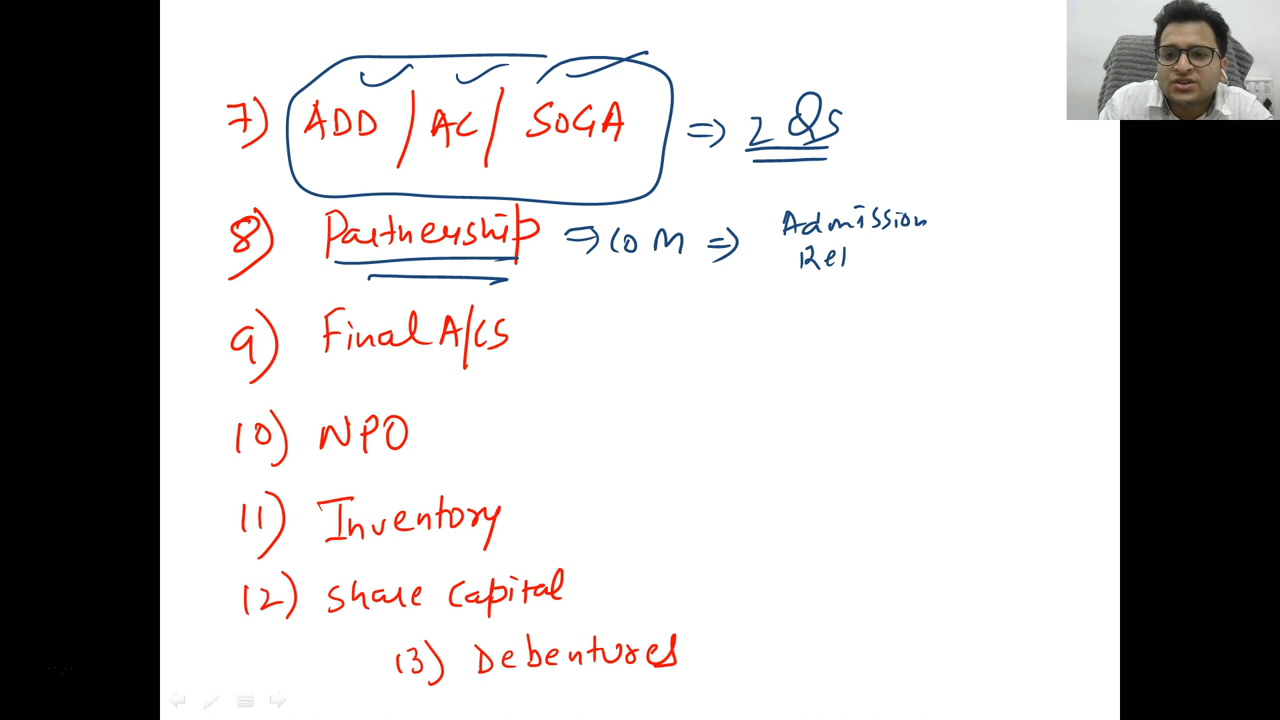 7) ADD / AC / SOGA => 2 QS
8) Partnership => 10 M => Admission
Ret
9) Final A/CS
10) NPO
11) Inventory
12) Share Capital
13) Debentures